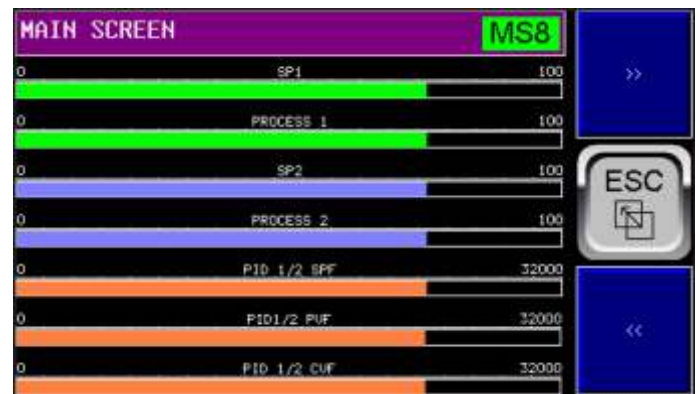 MAIN SCREEN MS8
0 SP1 100
0 PROCESS 1 100
0 SP2 100
0 PROCESS 2 100
0 PID 1/2 SPF 32000
0 PID1/2 PVF 32000
0 PID 1/2 CVF 32000
>>
ESC
<<